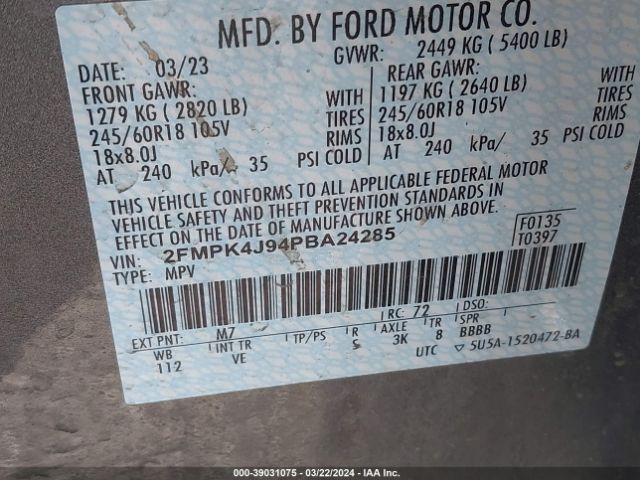 MFD. BY FORD MOTOR CO.
DATE: 03/23 GVWR: 2449 KG ( 5400 LB)
FRONT GAWR: REAR GAWR:
1279 KG ( 2820 LB) WITH 1197 KG ( 2640 LB) WITH
245/60R18 105V TIRES 245/60R18 105V TIRES
18x8.0J RIMS 18x8.0J RIMS
AT 240 kPa/ 35 PSI COLD AT 240 kPa/ 35 PSI COLD
THIS VEHICLE CONFORMS TO ALL APPLICABLE FEDERAL MOTOR
VEHICLE SAFETY AND THEFT PREVENTION STANDARDS IN
EFFECT ON THE DATE OF MANUFACTURE SHOWN ABOVE.
VIN: 2FMPK4J94PBA24285 F0135
TYPE: MPV T0397
EXT PNT: M7 RC: 72 DSO:
WB INT TR TP/PS R AXLE TR SPR
112 VE S 3K 8 BBBB
UTC ▽ 5U5A-1520472-BA
000-39031075 — 03/22/2024 — IAA Inc.